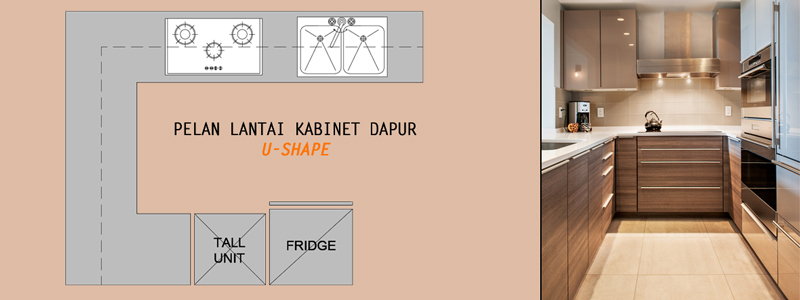 PELAN LANTAI KABINET DAPUR
U-SHAPE
TALL
UNIT
FRIDGE